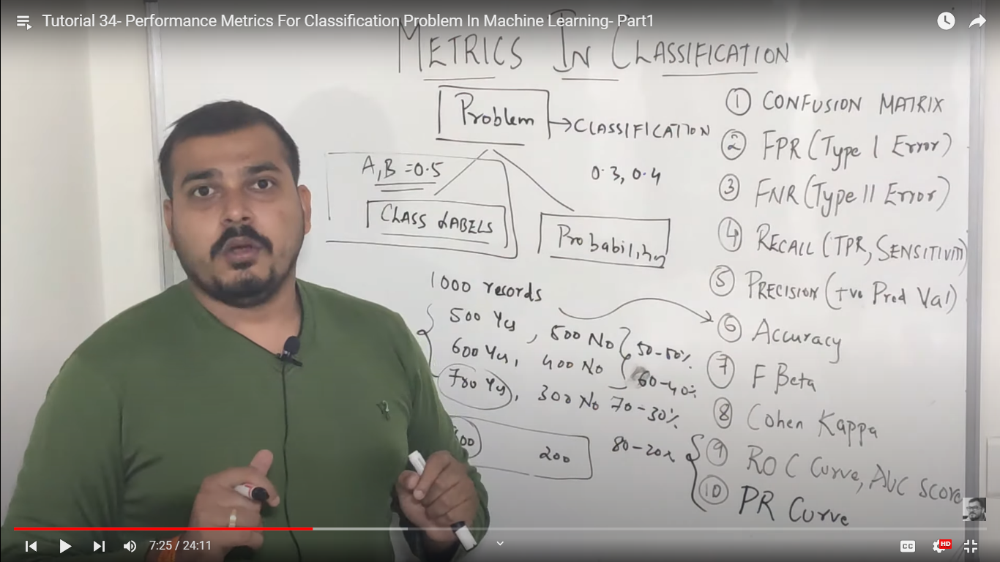 Tutorial 34- Performance Metrics For Classification Problem In Machine Learning- Part1
METRICS IN CLASSIFICATION
Problem → CLASSIFICATION
A,B = 0.5
0.3, 0.4
CLASS LABELS
Probability
1000 records
500 Yes, 500 No 50-50%
600 Yes, 400 No 60-40%
700 Yes, 300 No 70-30%
200 80-20%
① CONFUSION MATRIX
② FPR (Type I Error)
③ FNR (Type II Error)
④ RECALL (TPR, SENSITIVITY)
⑤ PRECISION (+ve Pred Val)
⑥ Accuracy
⑦ F Beta
⑧ Cohen Kappa
⑨ ROC Curve, AUC Score
⑩ PR Curve
7:25 / 24:11
CC
HD